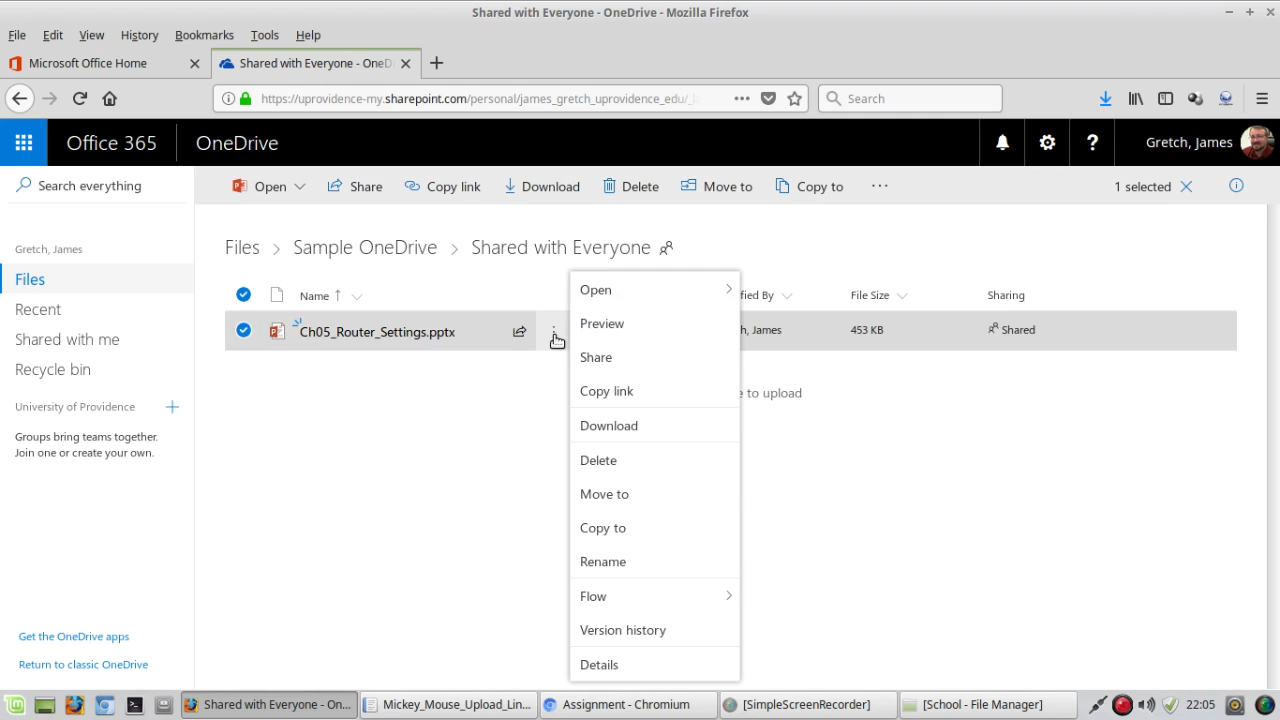 Shared with Everyone - OneDrive - Mozilla Firefox
File Edit View History Bookmarks Tools Help
Microsoft Office Home
Shared with Everyone - OneD
https://uprovidence-my.sharepoint.com/personal/james_gretch_uprovidence_edu/_
Search
Office 365
OneDrive
Gretch, James
Search everything
Open Share Copy link Download Delete Move to Copy to ... 1 selected
Gretch, James
Files
Recent
Shared with me
Recycle bin
University of Providence
Groups bring teams together.
Join one or create your own.
Get the OneDrive apps
Return to classic OneDrive
Files > Sample OneDrive > Shared with Everyone
Name ↑ fied By File Size Sharing
Ch05_Router_Settings.pptx h, James 453 KB Shared
e to upload
Open
Preview
Share
Copy link
Download
Delete
Move to
Copy to
Rename
Flow
Version history
Details
Shared with Everyone - On...
Mickey_Mouse_Upload_Lin...
Assignment - Chromium
[SimpleScreenRecorder]
[School - File Manager]
22:05